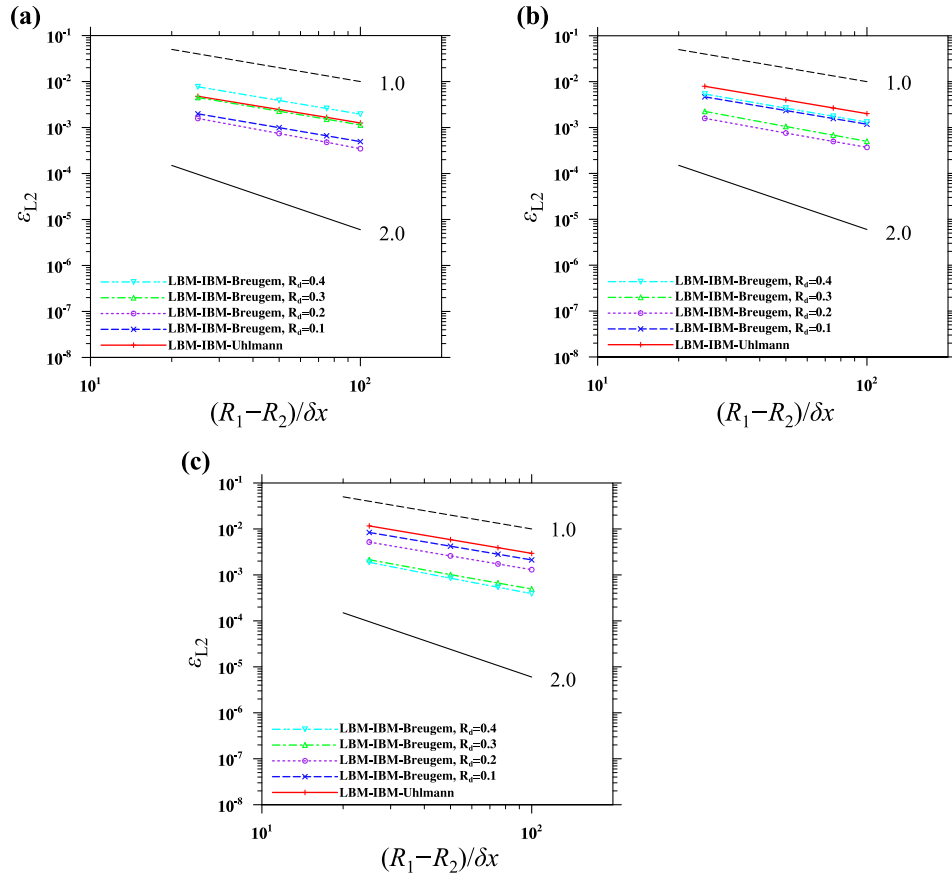 (a)
10⁻¹
10⁻²
10⁻³
10⁻⁴
10⁻⁵
10⁻⁶
10⁻⁷
10⁻⁸
ε_L2
1.0
2.0
LBM-IBM-Breugem, R_d=0.4
LBM-IBM-Breugem, R_d=0.3
LBM-IBM-Breugem, R_d=0.2
LBM-IBM-Breugem, R_d=0.1
LBM-IBM-Uhlmann
10¹
10²
(R₁−R₂)/δx
(b)
10⁻¹
10⁻²
10⁻³
10⁻⁴
10⁻⁵
10⁻⁶
10⁻⁷
10⁻⁸
ε_L2
1.0
2.0
LBM-IBM-Breugem, R_d=0.4
LBM-IBM-Breugem, R_d=0.3
LBM-IBM-Breugem, R_d=0.2
LBM-IBM-Breugem, R_d=0.1
LBM-IBM-Uhlmann
10¹
10²
(R₁−R₂)/δx
(c)
10⁻¹
10⁻²
10⁻³
10⁻⁴
10⁻⁵
10⁻⁶
10⁻⁷
10⁻⁸
ε_L2
1.0
2.0
LBM-IBM-Breugem, R_d=0.4
LBM-IBM-Breugem, R_d=0.3
LBM-IBM-Breugem, R_d=0.2
LBM-IBM-Breugem, R_d=0.1
LBM-IBM-Uhlmann
10¹
10²
(R₁−R₂)/δx